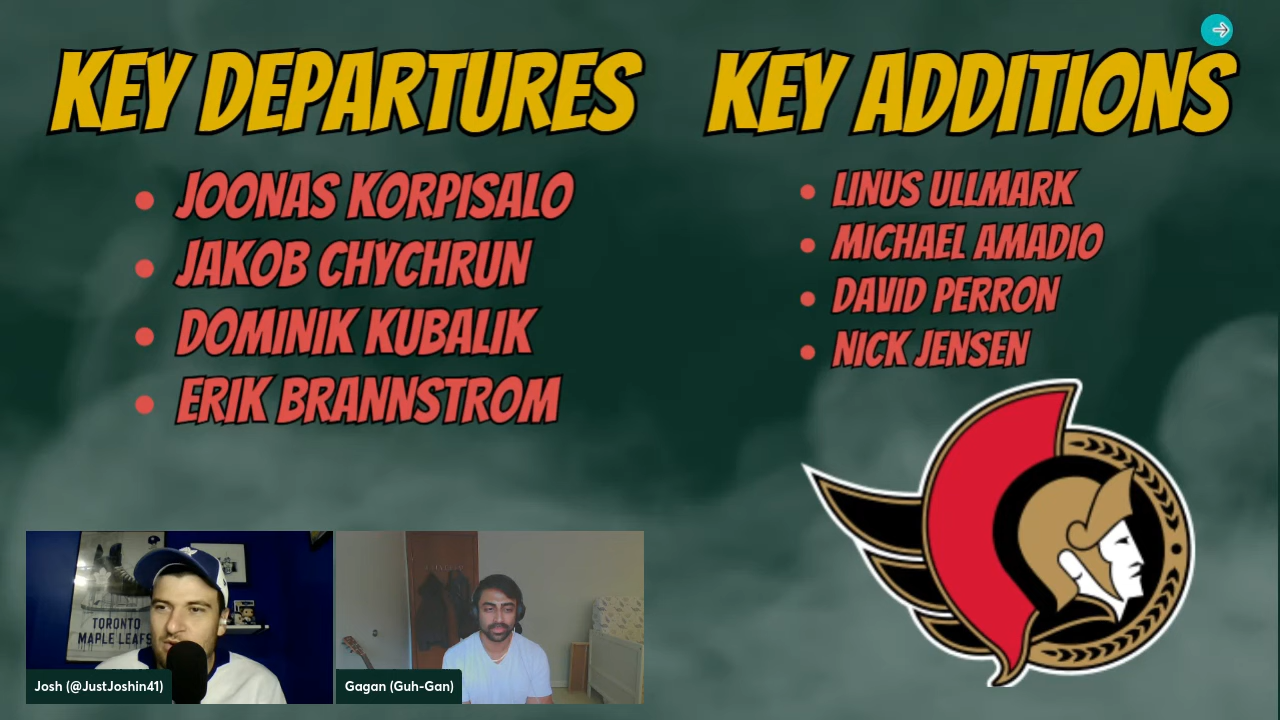 KEY DEPARTURES
JOONAS KORPISALO
JAKOB CHYCHRUN
DOMINIK KUBALIK
ERIK BRANNSTROM
KEY ADDITIONS
LINUS ULLMARK
MICHAEL AMADIO
DAVID PERRON
NICK JENSEN
TORONTO
MAPLE LEAFS
Josh (@JustJoshin41)
Gagan (Guh-Gan)